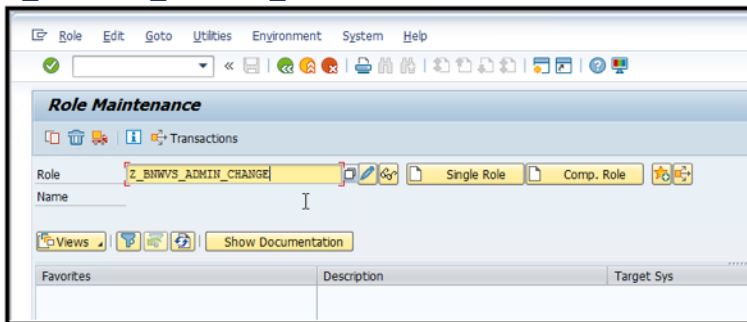 Role Edit Goto Utilities Environment System Help
Role Maintenance
Transactions
Role Z_BNWVS_ADMIN_CHANGE Single Role Comp. Role
Name
Views Show Documentation
Favorites Description Target Sys